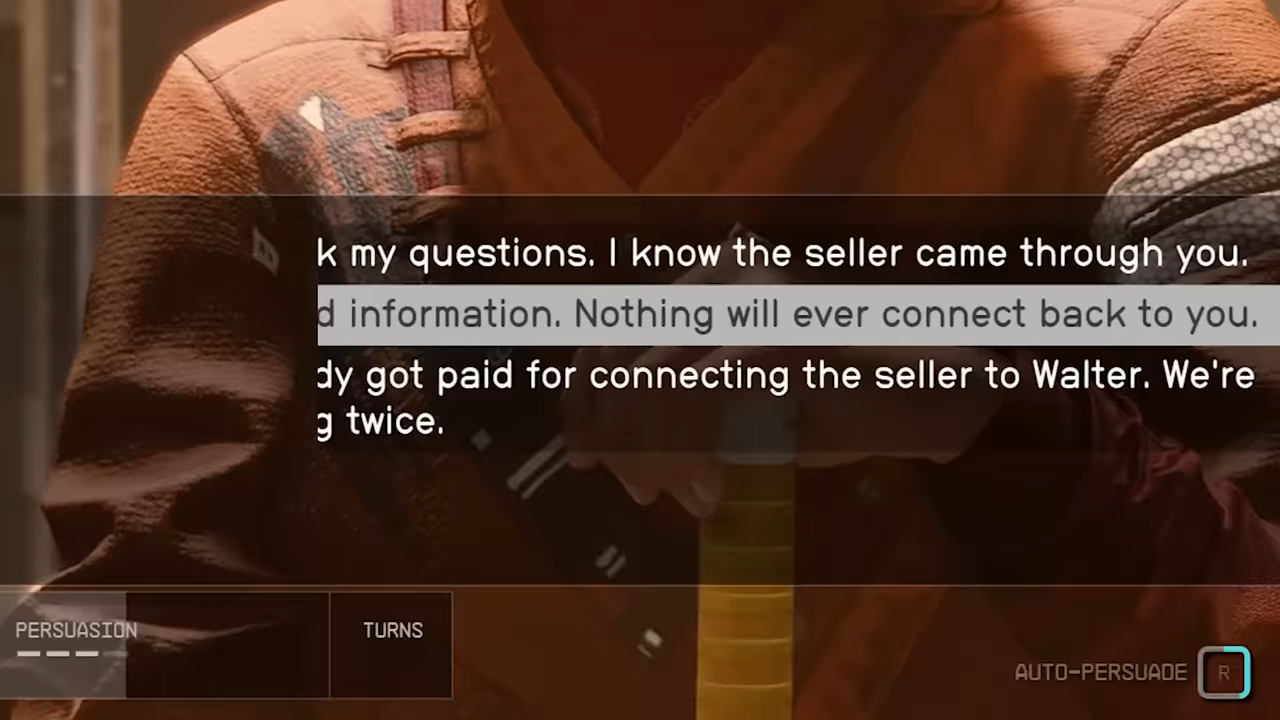 k my questions. I know the seller came through you.
d information. Nothing will ever connect back to you.
dy got paid for connecting the seller to Walter. We're
g twice.
PERSUASION
TURNS
AUTO-PERSUADE R